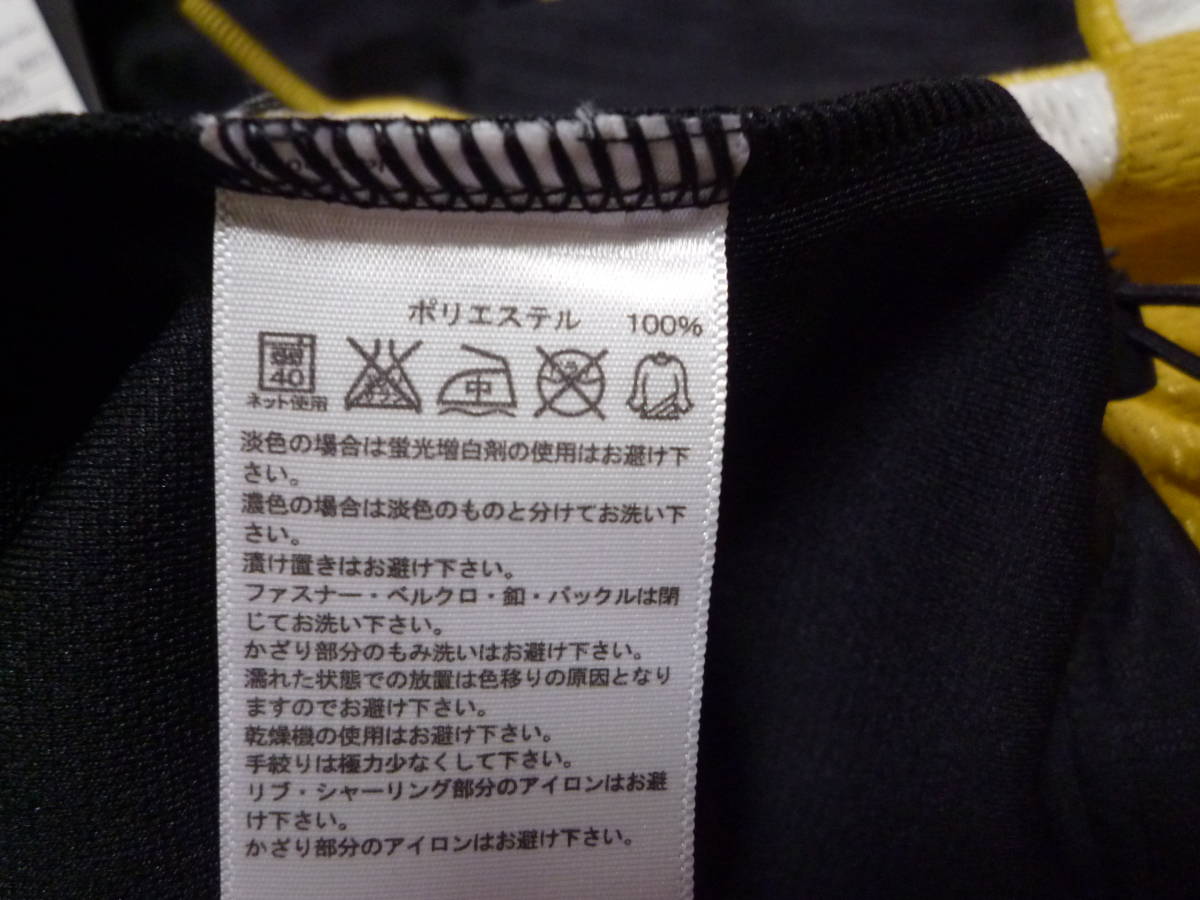 ポリエステル 100%
弱
40
中
ネット使用
淡色の場合は蛍光増白剤の使用はお避け下
さい。
濃色の場合は淡色のものと分けてお洗い下
さい。
漬け置きはお避け下さい。
ファスナー・ベルクロ・釦・バックルは閉
じてお洗い下さい。
かざり部分のもみ洗いはお避け下さい。
濡れた状態での放置は色移りの原因となり
ますのでお避け下さい。
乾燥機の使用はお避け下さい。
手絞りは極力少なくして下さい。
リブ・シャーリング部分のアイロンはお避
け下さい。
かざり部分のアイロンはお避け下さい。